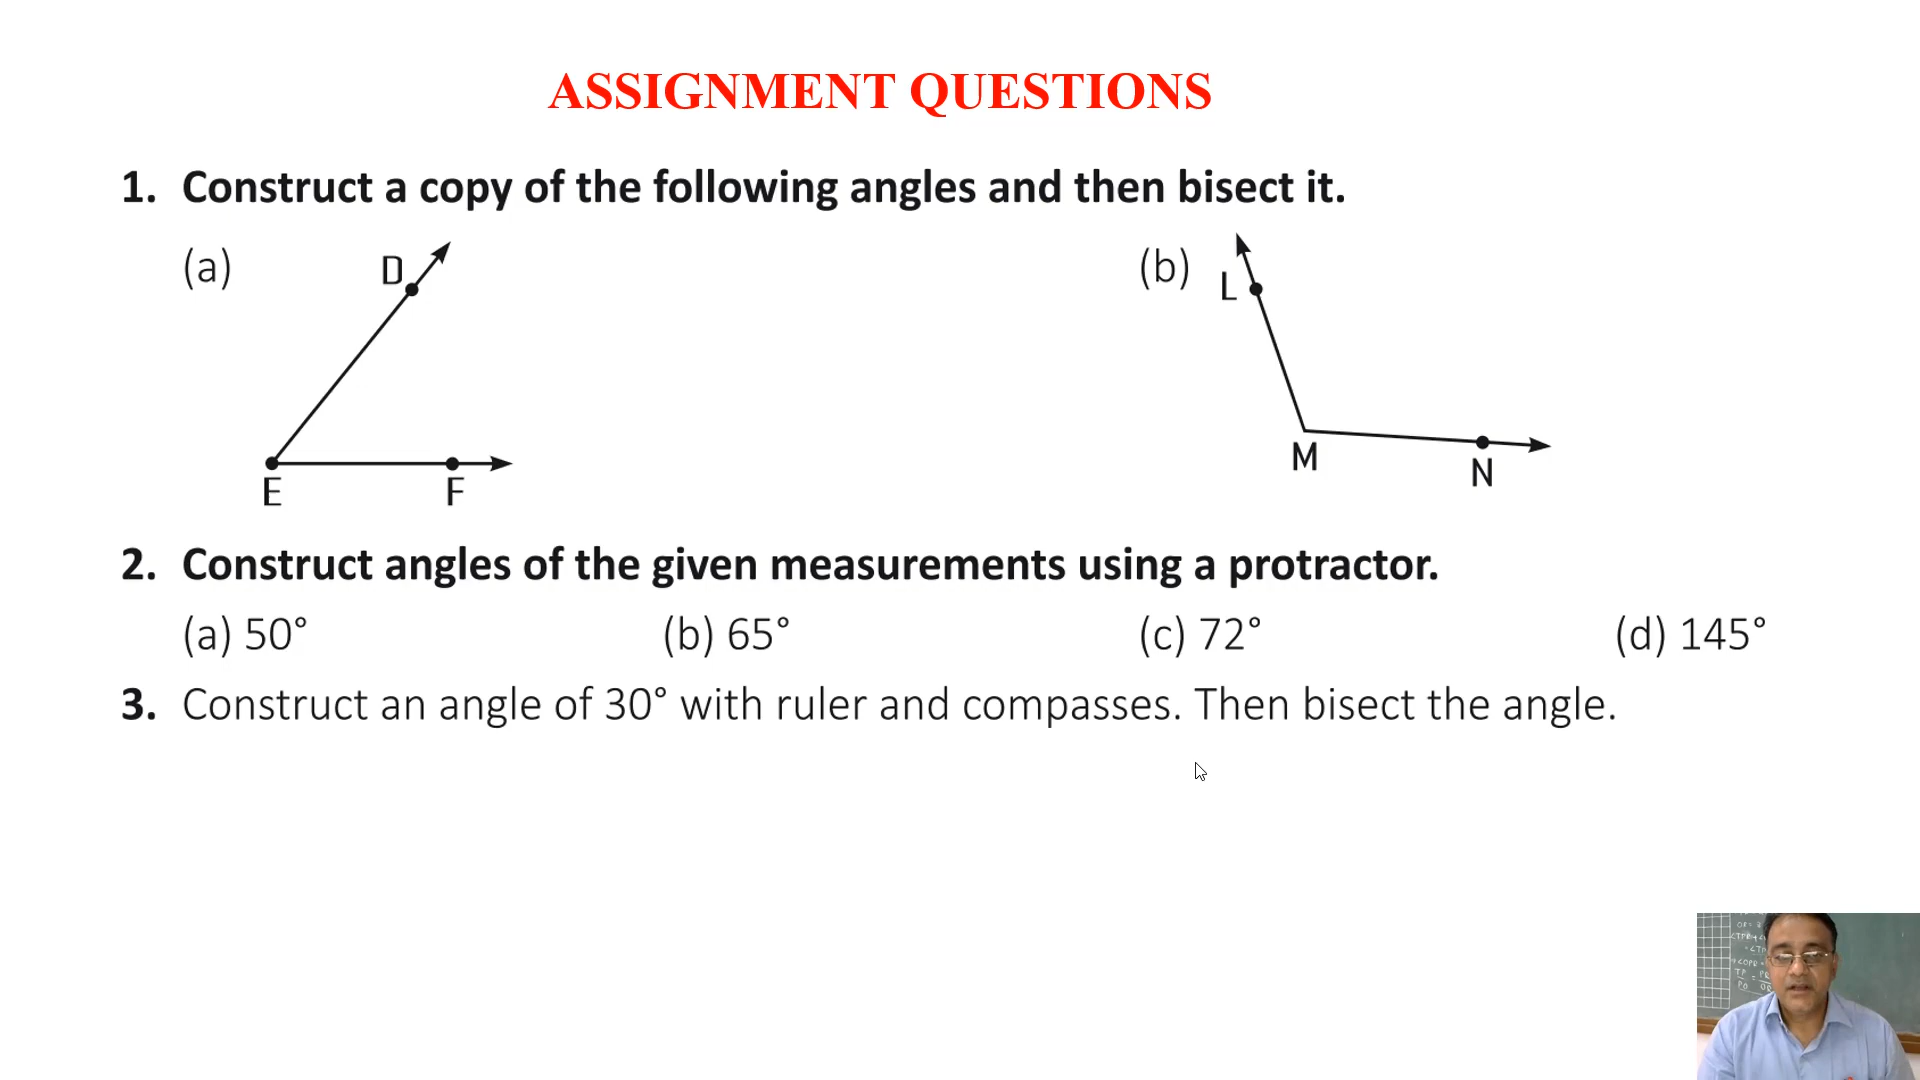 ASSIGNMENT QUESTIONS
1. Construct a copy of the following angles and then bisect it.
(a)
D
E
F
(b)
L
M
N
2. Construct angles of the given measurements using a protractor.
(a) 50° (b) 65° (c) 72° (d) 145°
3. Construct an angle of 30° with ruler and compasses. Then bisect the angle.